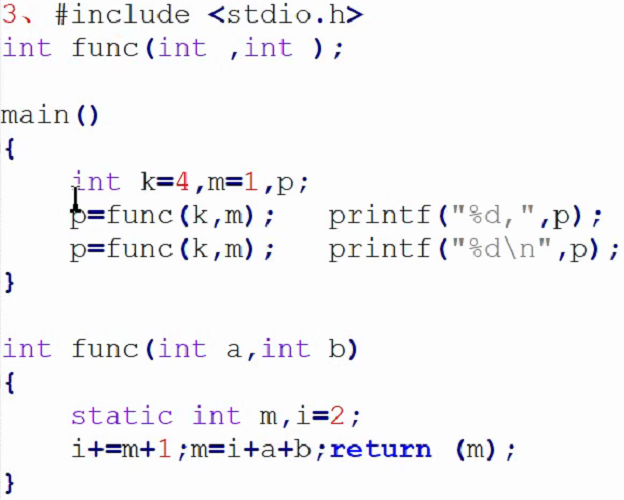 3、#include <stdio.h>
int func(int ,int );
main()
{
int k=4,m=1,p;
p=func(k,m); printf("%d,",p);
p=func(k,m); printf("%d\n",p);
}
int func(int a,int b)
{
static int m,i=2;
i+=m+1;m=i+a+b;return (m);
}